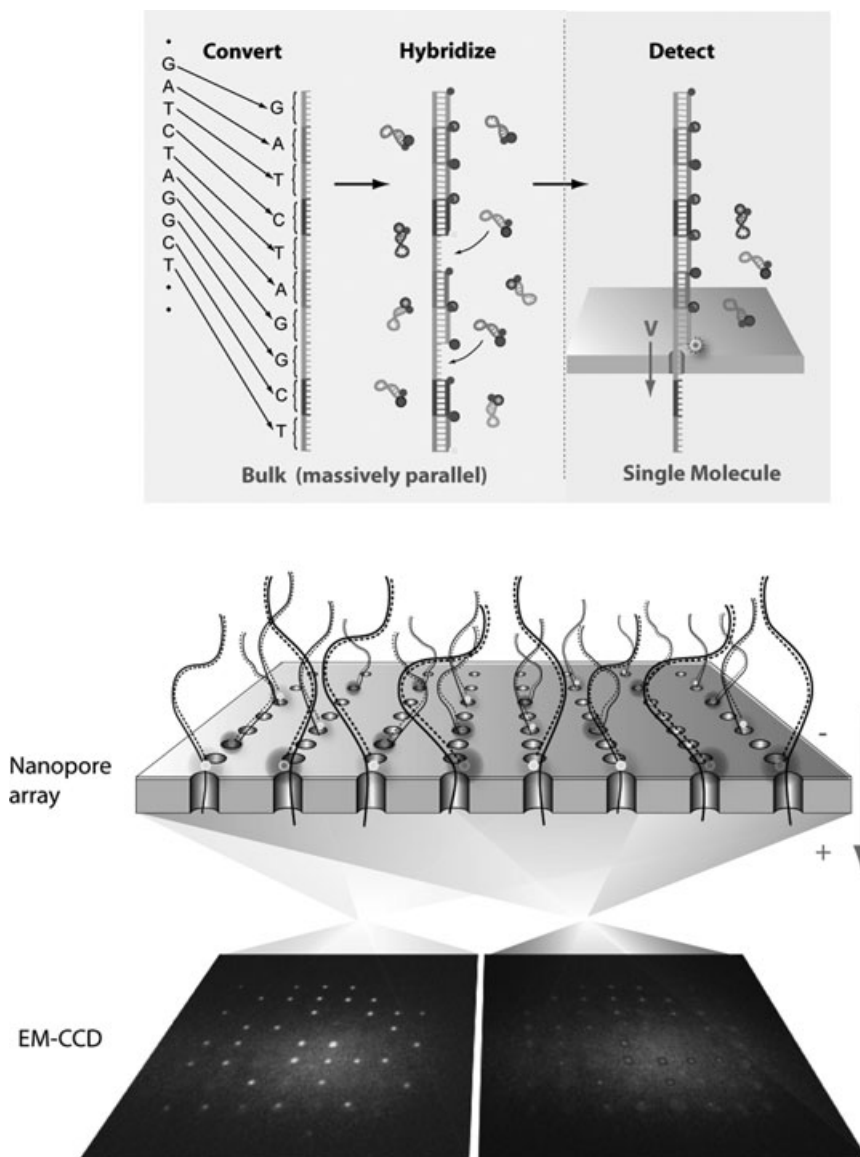 Convert
Hybridize
Detect
G
A
T
C
T
A
G
G
C
T
G
A
T
C
T
A
G
G
C
T
V
Bulk (massively parallel)
Single Molecule
Nanopore
array
-
+
EM-CCD